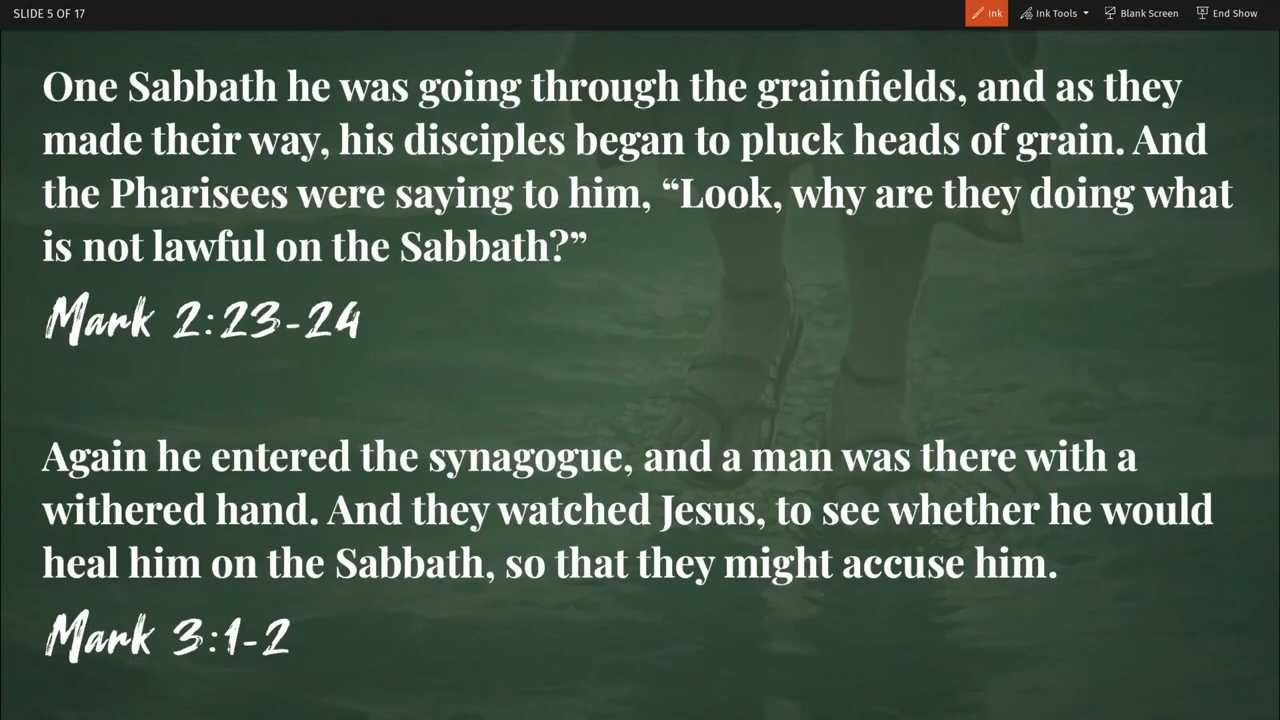 SLIDE 5 OF 17
Ink
Ink Tools
Blank Screen
End Show
One Sabbath he was going through the grainfields, and as they
made their way, his disciples began to pluck heads of grain. And
the Pharisees were saying to him, “Look, why are they doing what
is not lawful on the Sabbath?”
Mark 2:23-24
Again he entered the synagogue, and a man was there with a
withered hand. And they watched Jesus, to see whether he would
heal him on the Sabbath, so that they might accuse him.
Mark 3:1-2